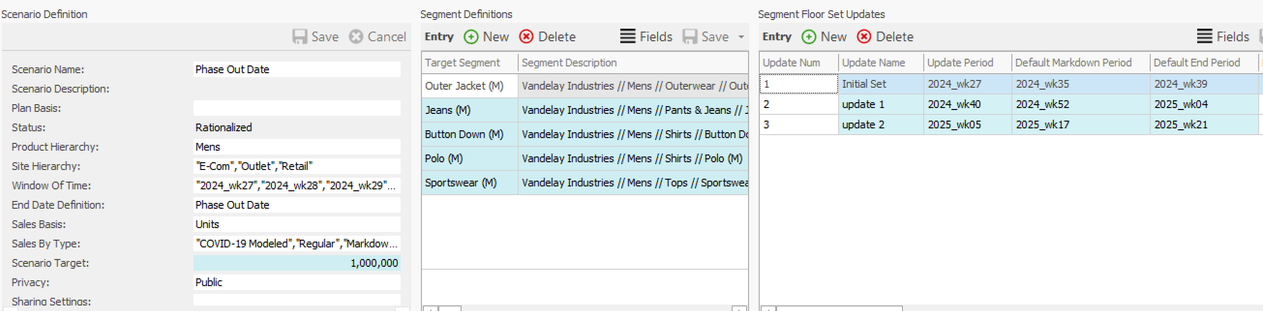 Scenario Definition
Save Cancel
Scenario Name: Phase Out Date
Scenario Description:
Plan Basis:
Status: Rationalized
Product Hierarchy: Mens
Site Hierarchy: "E-Com","Outlet","Retail"
Window Of Time: "2024_wk27","2024_wk28","2024_wk29"...
End Date Definition: Phase Out Date
Sales Basis: Units
Sales By Type: "COVID-19 Modeled","Regular","Markdow...
Scenario Target: 1,000,000
Privacy: Public
Sharing Settings:
Segment Definitions
Entry New Delete Fields Save
Target Segment Segment Description
Outer Jacket (M) Vandelay Industries // Mens // Outerwear // Out
Jeans (M) Vandelay Industries // Mens // Pants & Jeans //
Button Down (M) Vandelay Industries // Mens // Shirts // Button Do
Polo (M) Vandelay Industries // Mens // Shirts // Polo (M)
Sportswear (M) Vandelay Industries // Mens // Tops // Sportswea
Segment Floor Set Updates
Entry New Delete Fields
Update Num Update Name Update Period Default Markdown Period Default End Period
1 Initial Set 2024_wk27 2024_wk35 2024_wk39
2 update 1 2024_wk40 2024_wk52 2025_wk04
3 update 2 2025_wk05 2025_wk17 2025_wk21